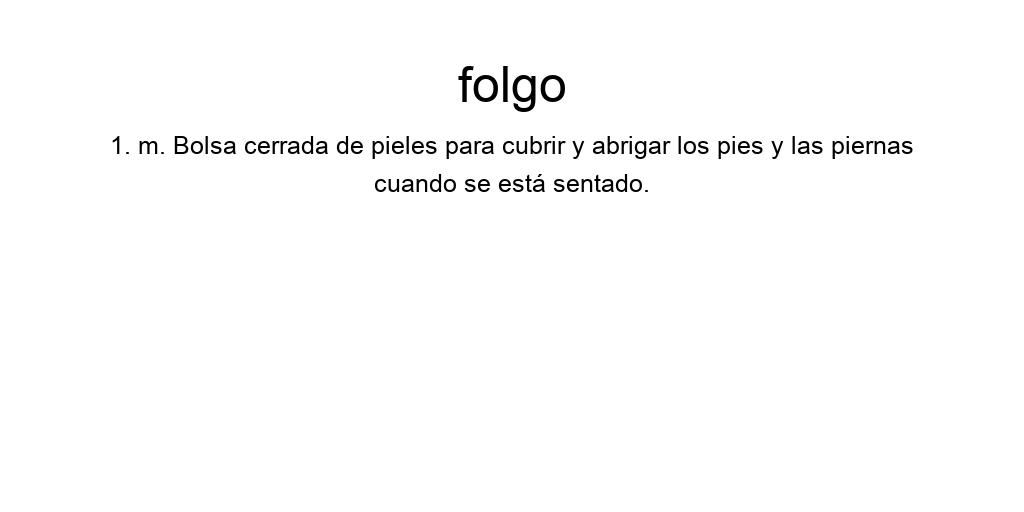 folgo
1. m. Bolsa cerrada de pieles para cubrir y abrigar los pies y las piernas
cuando se está sentado.